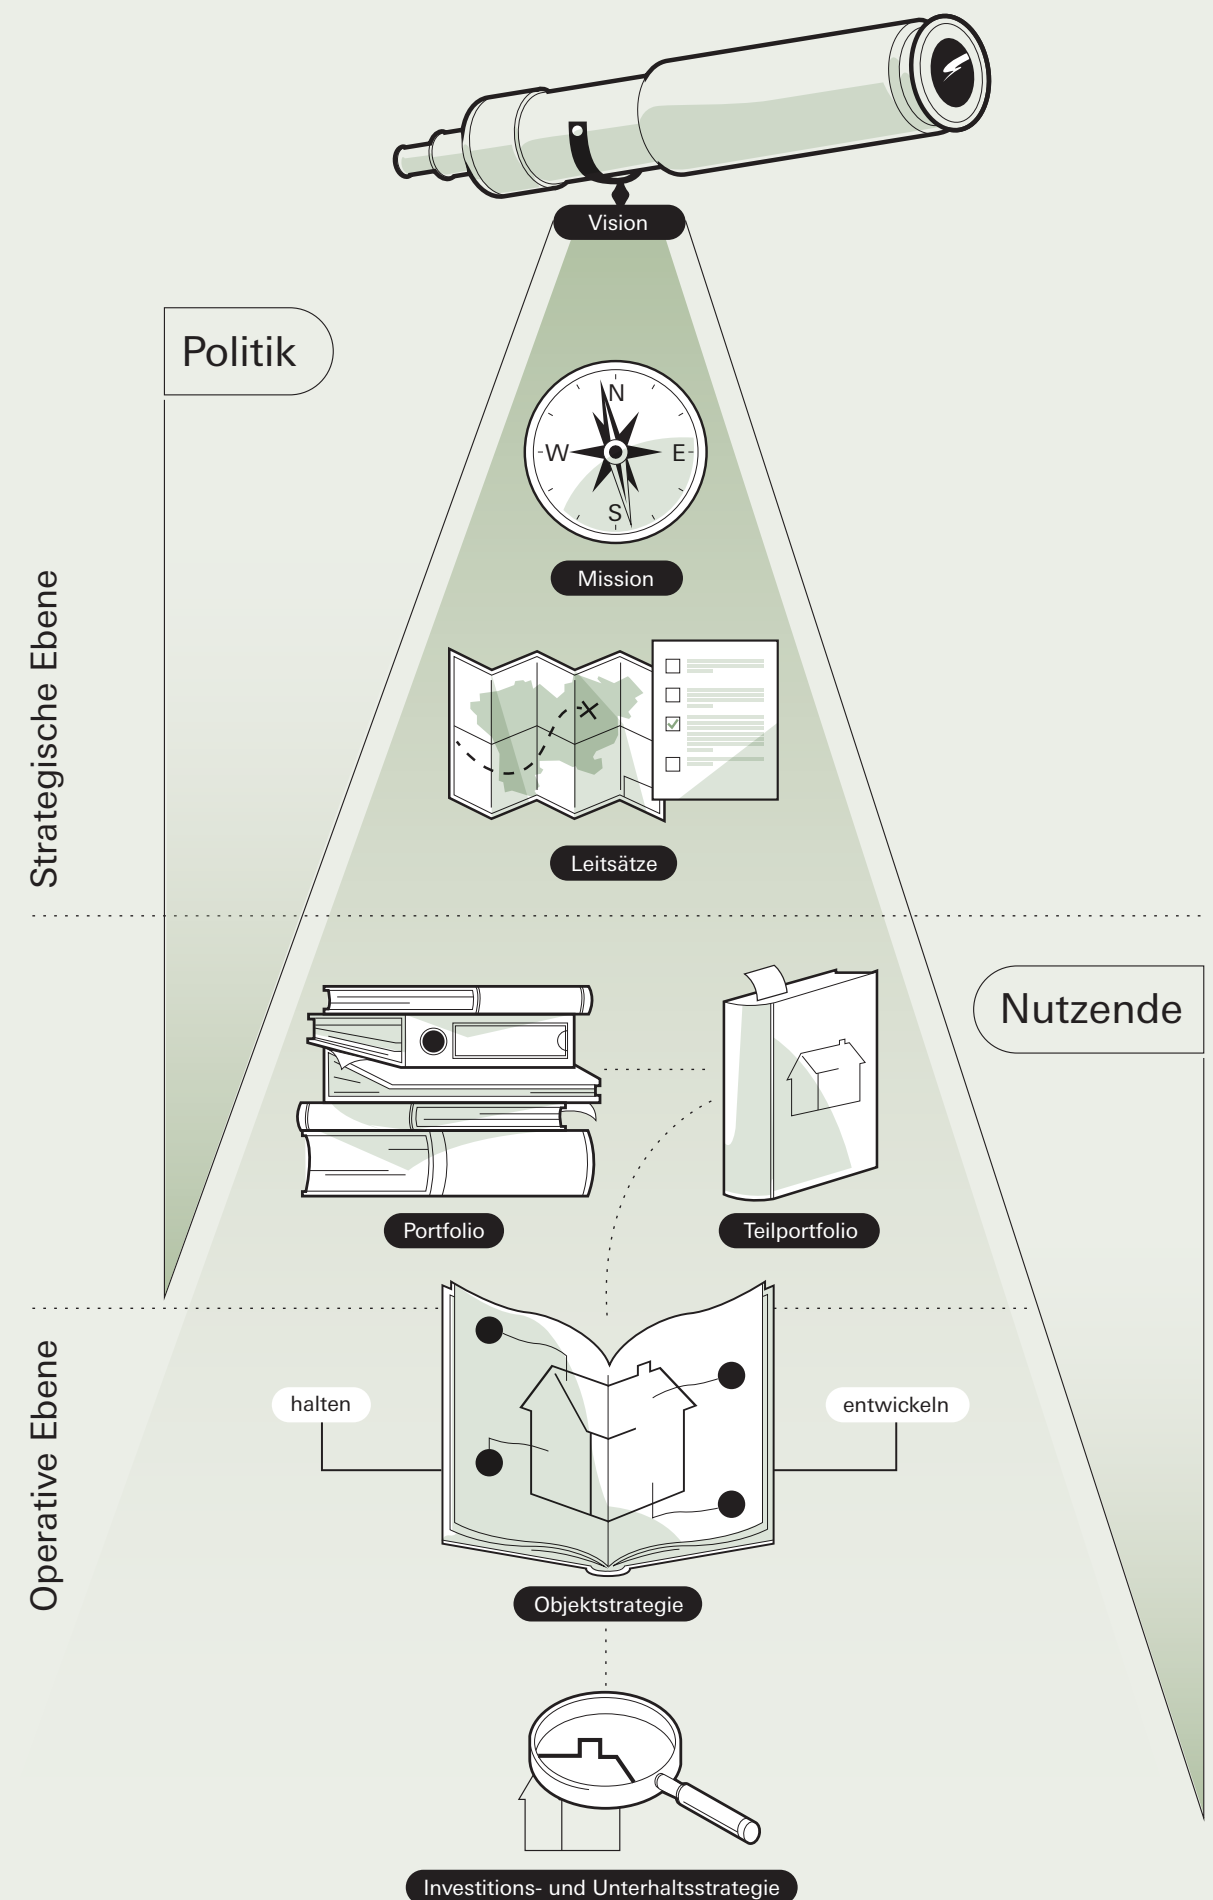 Vision
Politik
N
W
E
S
Mission
Strategische Ebene
Leitsätze
Nutzende
Portfolio
Teilportfolio
halten
entwickeln
Operative Ebene
Objektstrategie
Investitions- und Unterhaltsstrategie